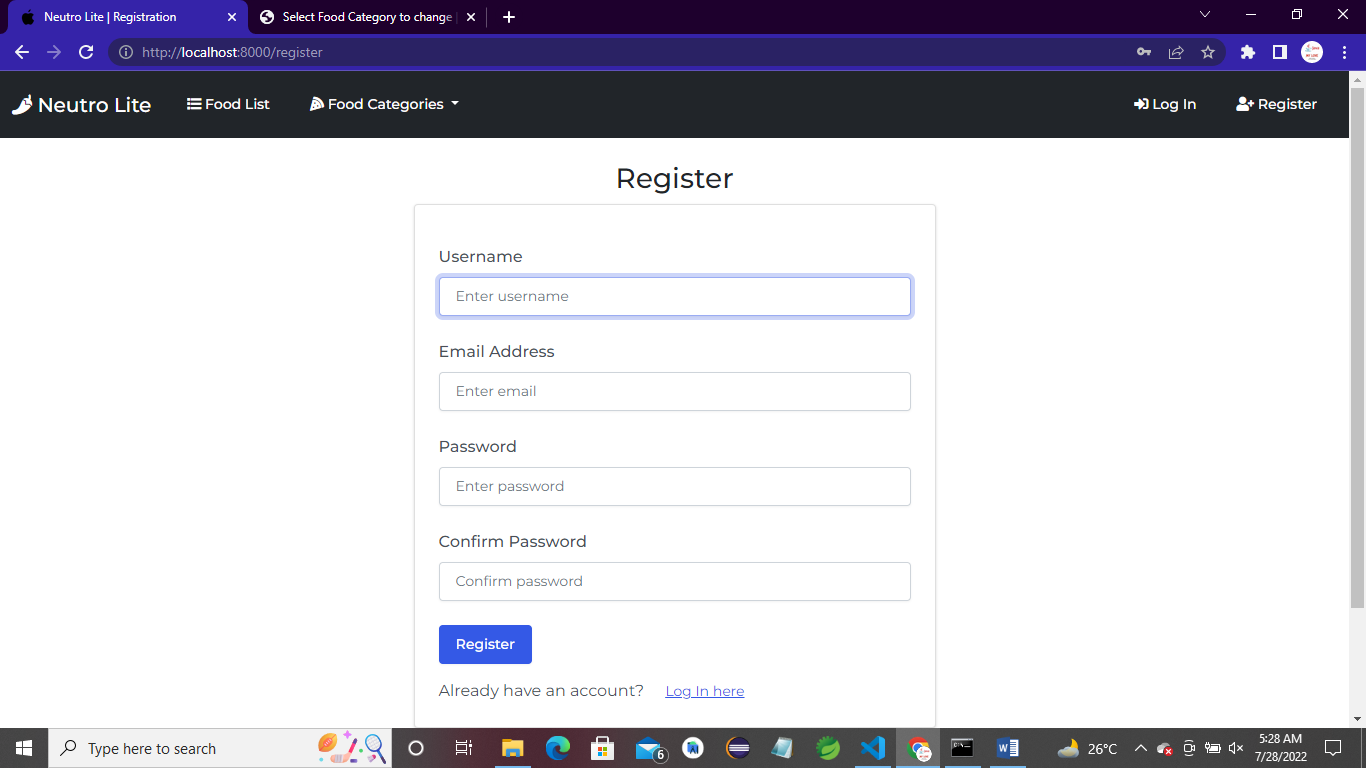 Neutro Lite | Registration
Select Food Category to change
http://localhost:8000/register
Neutro Lite Food List Food Categories Log In Register
Register
Username
Enter username
Email Address
Enter email
Password
Enter password
Confirm Password
Confirm password
Register
Already have an account? Log In here
Type here to search
6
26°C
5:28 AM
7/28/2022